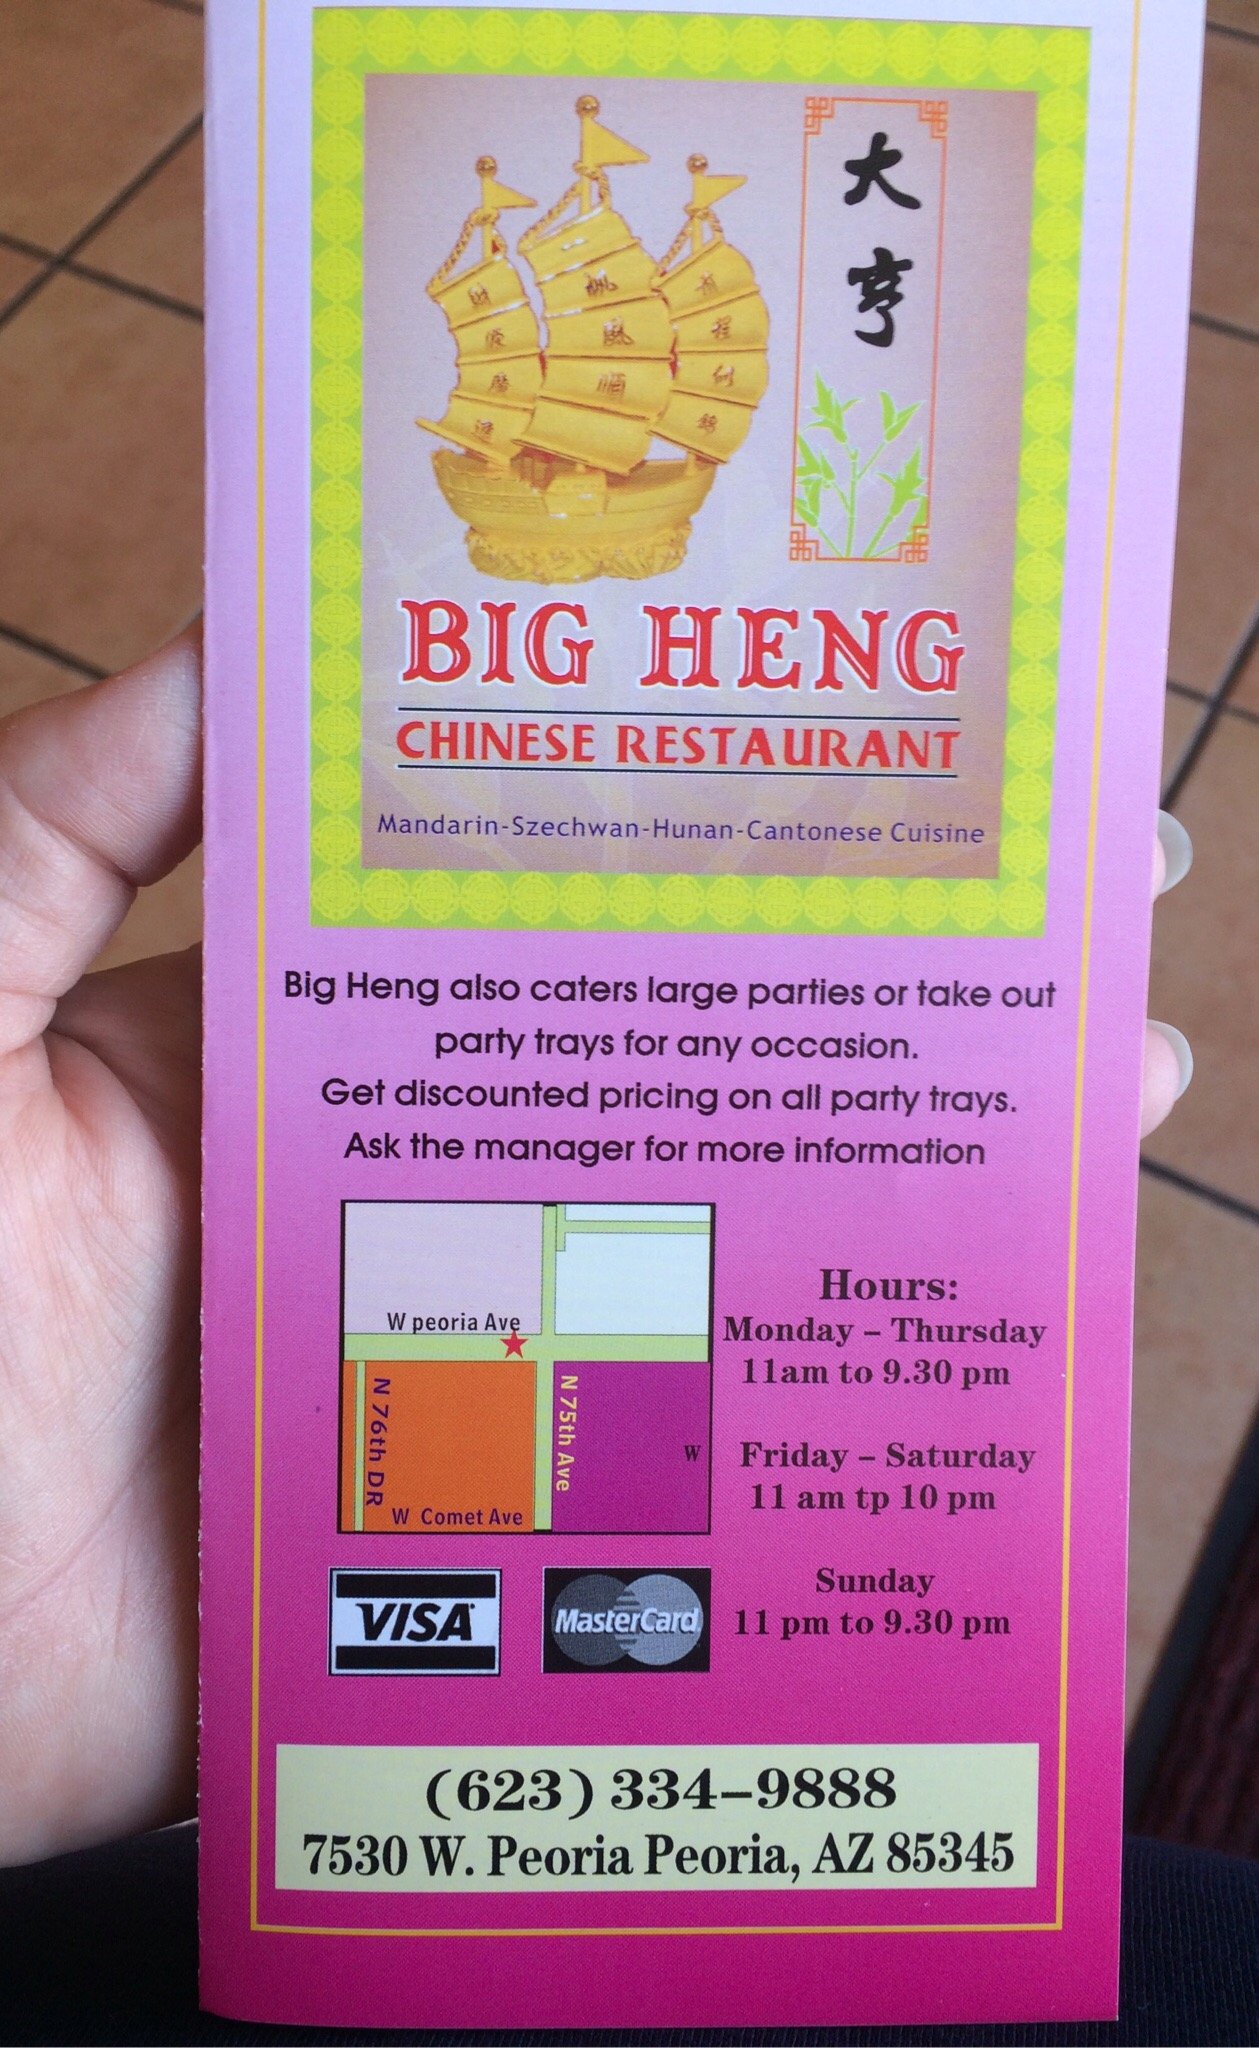 大
亨
帆
風
順
BIG HENG
CHINESE RESTAURANT
Mandarin-Szechwan-Hunan-Cantonese Cuisine
Big Heng also caters large parties or take out
party trays for any occasion.
Get discounted pricing on all party trays.
Ask the manager for more information
W peoria Ave
N 76th DR
N 75th Ave
W
W Comet Ave
Hours:
Monday – Thursday
11am to 9.30 pm
Friday – Saturday
11 am tp 10 pm
Sunday
11 pm to 9.30 pm
VISA
MasterCard
(623) 334-9888
7530 W. Peoria Peoria, AZ 85345